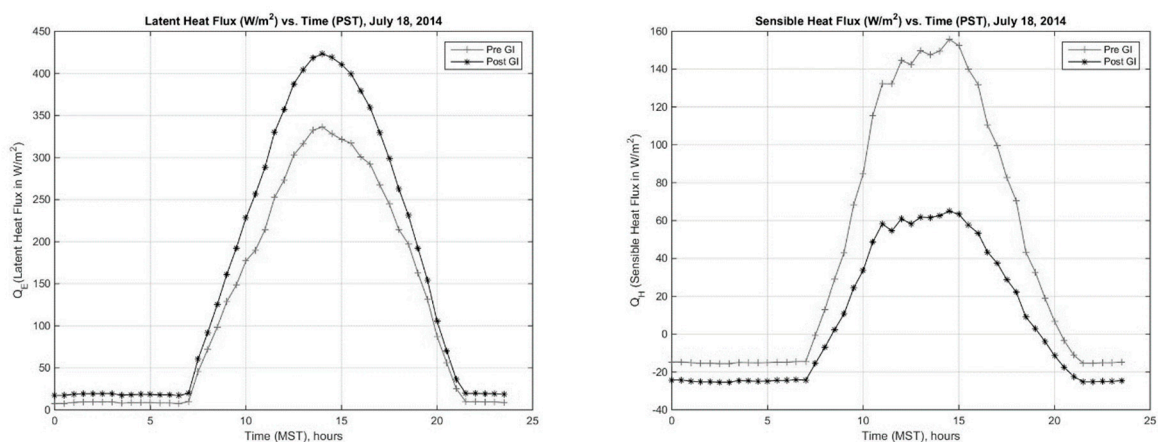 Latent Heat Flux (W/m²) vs. Time (PST), July 18, 2014
450
400
350
300
250
200
150
100
50
0
Q_E (Latent Heat Flux in W/m²)
0 5 10 15 20 25
Time (MST), hours
Pre GI
Post GI
Sensible Heat Flux (W/m²) vs. Time (PST), July 18, 2014
160
140
120
100
80
60
40
20
0
-20
-40
Q_H (Sensible Heat Flux in W/m²)
0 5 10 15 20 25
Time (MST), hours
Pre GI
Post GI